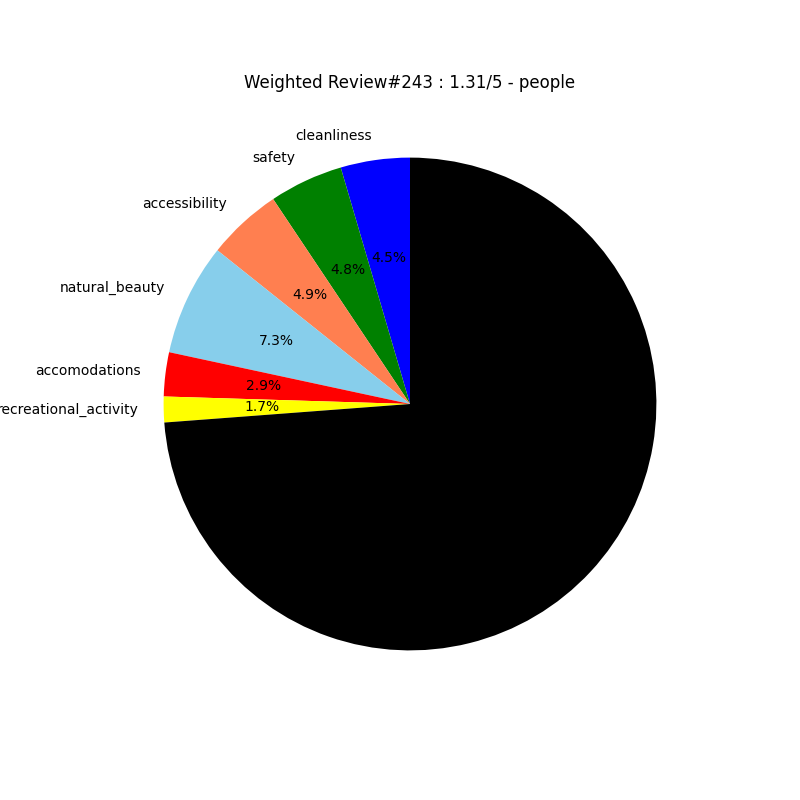 Weighted Review#243 : 1.31/5 - people
cleanliness
safety
accessibility
natural_beauty
accomodations
recreational_activity
4.5%
4.8%
4.9%
7.3%
2.9%
1.7%